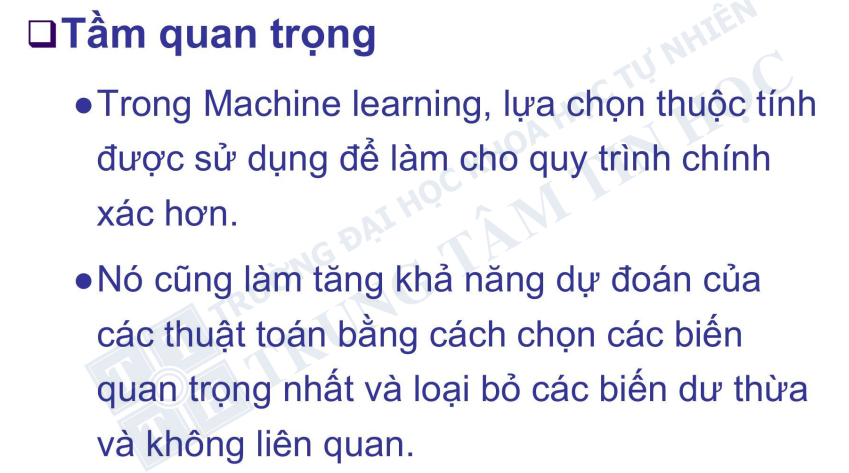 ❑Tầm quan trọng
●Trong Machine learning, lựa chọn thuộc tính
được sử dụng để làm cho quy trình chính
xác hơn.
●Nó cũng làm tăng khả năng dự đoán của
các thuật toán bằng cách chọn các biến
quan trọng nhất và loại bỏ các biến dư thừa
và không liên quan.
TRƯỜNG ĐẠI HỌC KHOA HỌC TỰ NHIÊN
TRUNG TÂM TIN HỌC